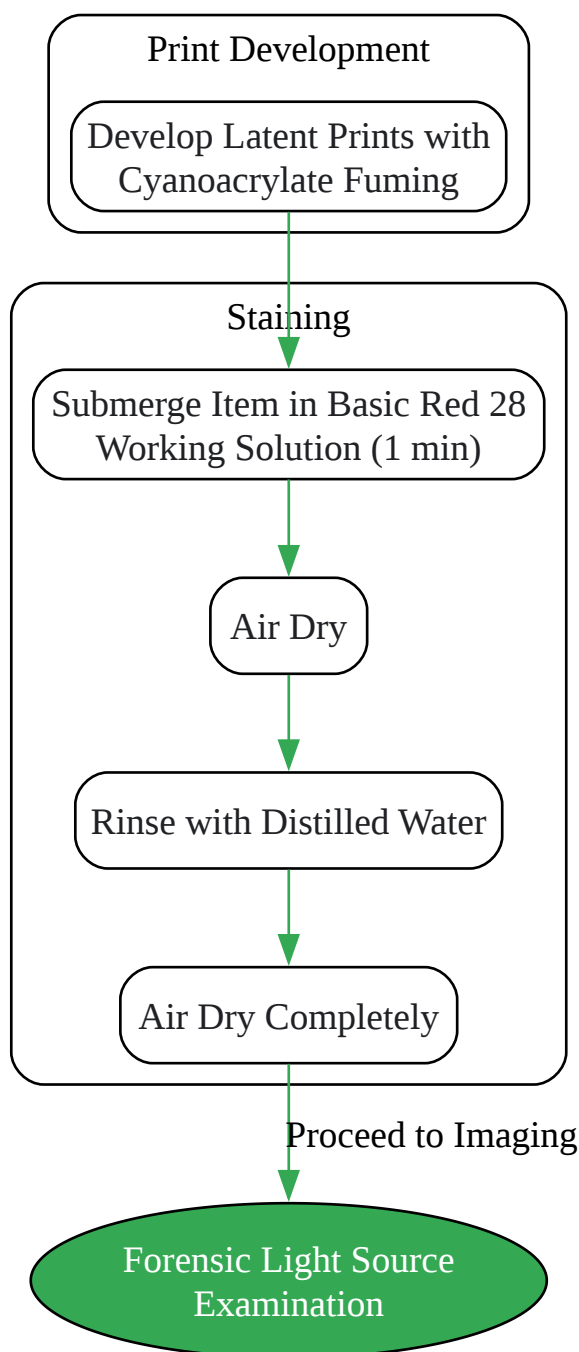 Print Development
Develop Latent Prints with
Cyanoacrylate Fuming
Staining
Submerge Item in Basic Red 28
Working Solution (1 min)
Air Dry
Rinse with Distilled Water
Air Dry Completely
Proceed to Imaging
Forensic Light Source
Examination